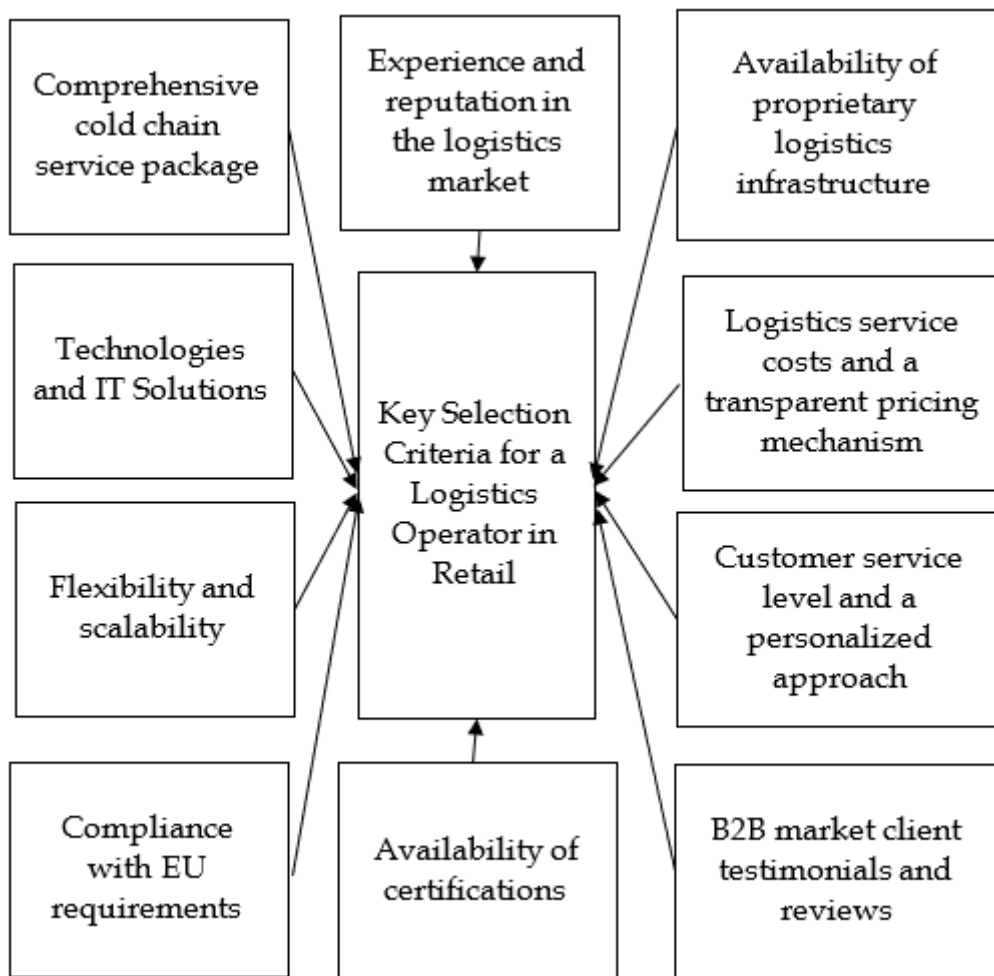 Comprehensive
cold chain
service package
Experience and
reputation in
the logistics
market
Availability of
proprietary
logistics
infrastructure
Technologies
and IT Solutions
Key Selection
Criteria for a
Logistics
Operator in
Retail
Logistics service
costs and a
transparent pricing
mechanism
Flexibility and
scalability
Customer service
level and a
personalized
approach
Compliance
with EU
requirements
Availability of
certifications
B2B market client
testimonials and
reviews